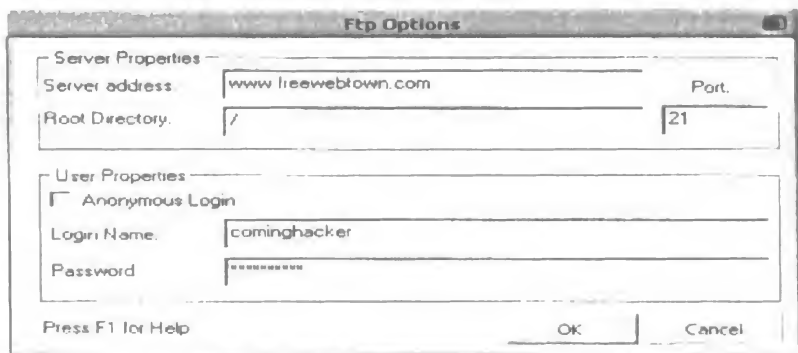 Ftp Options
Server Properties
Server address. www.freewebtown.com Port.
Root Directory. / 21
User Properties
Anonymous Login
Login Name. cominghacker
Password **********
Press F1 for Help OK Cancel